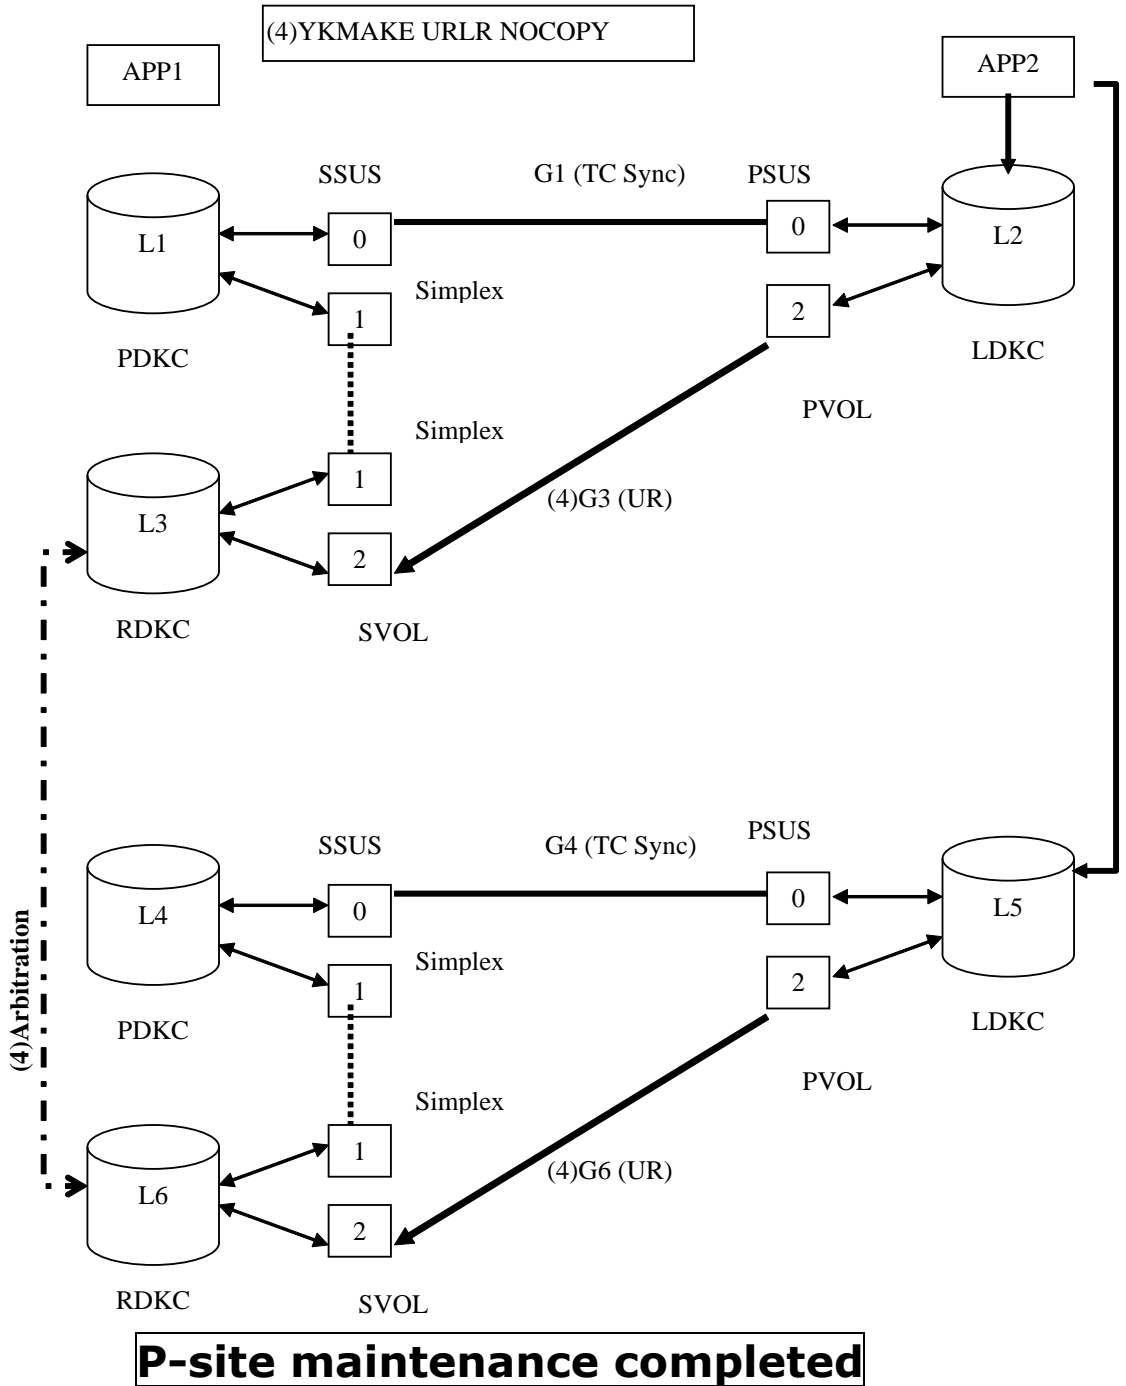 (4)YKMAKE URLR NOCOPY
APP1
APP2
SSUS
G1 (TC Sync)
PSUS
L1
0
0
L2
Simplex
1
2
PDKC
LDKC
PVOL
Simplex
1
L3
(4)G3 (UR)
2
RDKC
SVOL
SSUS
G4 (TC Sync)
PSUS
L4
0
0
L5
Simplex
1
2
PDKC
LDKC
(4)Arbitration
PVOL
Simplex
1
L6
(4)G6 (UR)
2
RDKC
SVOL
P-site maintenance completed